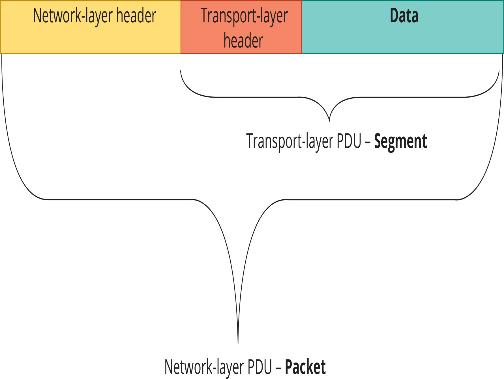 Network-layer header
Transport-layer
header
Data
Transport-layer PDU – Segment
Network-layer PDU – Packet